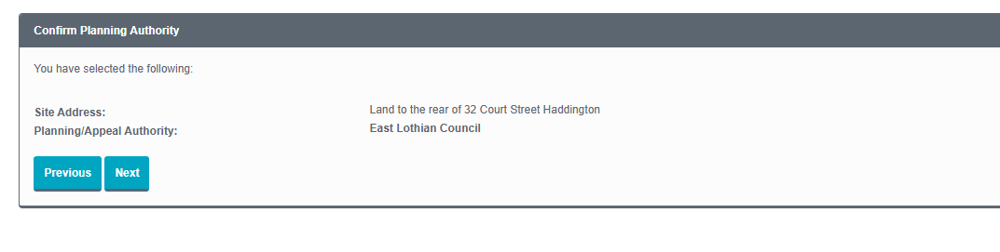 Confirm Planning Authority
You have selected the following:
Site Address: Land to the rear of 32 Court Street Haddington
Planning/Appeal Authority: East Lothian Council
Previous Next